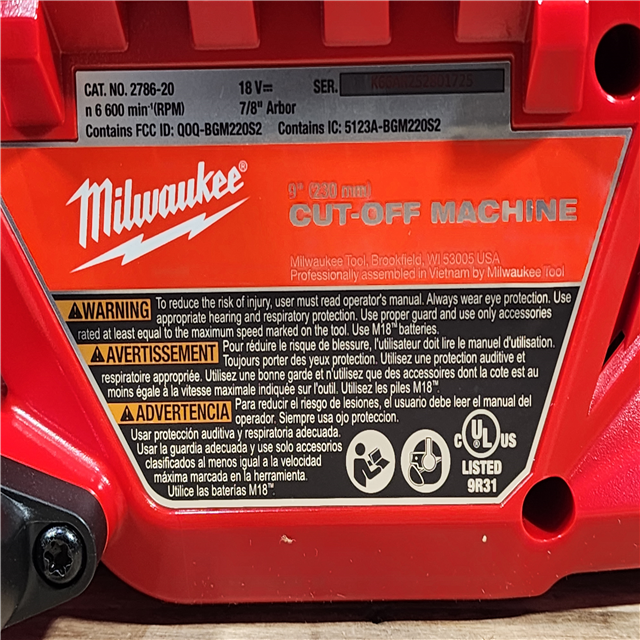 CAT. NO. 2786-20 18 V⎓ SER.
n 6 600 min⁻¹(RPM) 7/8" Arbor
Contains FCC ID: QOQ-BGM220S2 Contains IC: 5123A-BGM220S2
Milwaukee®
9" (230 mm)
CUT-OFF MACHINE
Milwaukee Tool, Brookfield, WI 53005 USA
Professionally assembled in Vietnam by Milwaukee Tool
WARNING To reduce the risk of injury, user must read operator's manual. Always wear eye protection. Use
appropriate hearing and respiratory protection. Use proper guard and use only accessories
rated at least equal to the maximum speed marked on the tool. Use M18™ batteries.
AVERTISSEMENT Pour réduire le risque de blessure, l'utilisateur doit lire le manuel d'utilisation.
Toujours porter des yeux protection. Utilisez une protection auditive et
respiratoire appropriée. Utilisez une bonne garde et n'utilisez que des accessoires dont la cote est au
moins égale à la vitesse maximale indiquée sur l'outil. Utilisez les piles M18™.
ADVERTENCIA Para reducir el riesgo de lesiones, el usuario debe leer el manual del
operador. Siempre usa ojo proteccion.
Usar protección auditiva y respiratoria adecuada.
Usar la guardia adecuada y use solo accesorios
clasificados al menos igual a la velocidad
máxima marcada en la herramienta.
Utilice las baterías M18™.
C UL US
LISTED
9R31